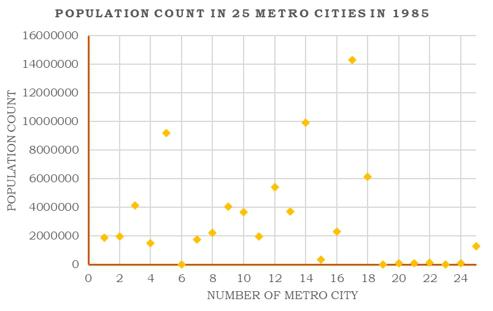 POPULATION COUNT IN 25 METRO CITIES IN 1985
16000000
14000000
12000000
10000000
8000000
6000000
4000000
2000000
0
POPULATION COUNT
0 2 4 6 8 10 12 14 16 18 20 22 24
NUMBER OF METRO CITY